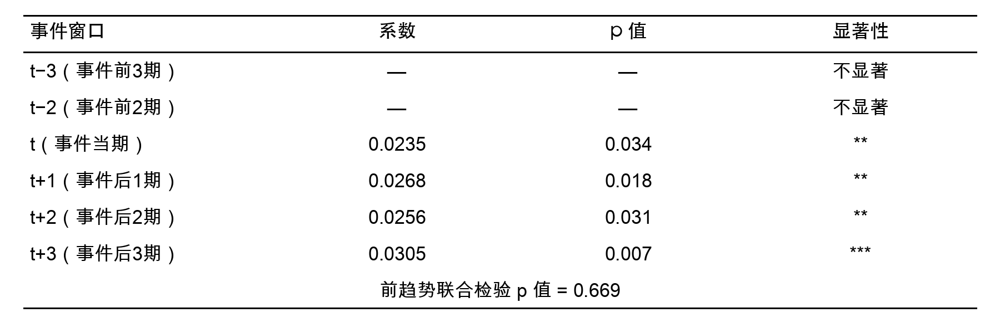 事件窗口 系数 p 值 显著性
t−3（事件前3期） — — 不显著
t−2（事件前2期） — — 不显著
t（事件当期） 0.0235 0.034 **
t+1（事件后1期） 0.0268 0.018 **
t+2（事件后2期） 0.0256 0.031 **
t+3（事件后3期） 0.0305 0.007 ***
前趋势联合检验 p 值 = 0.669